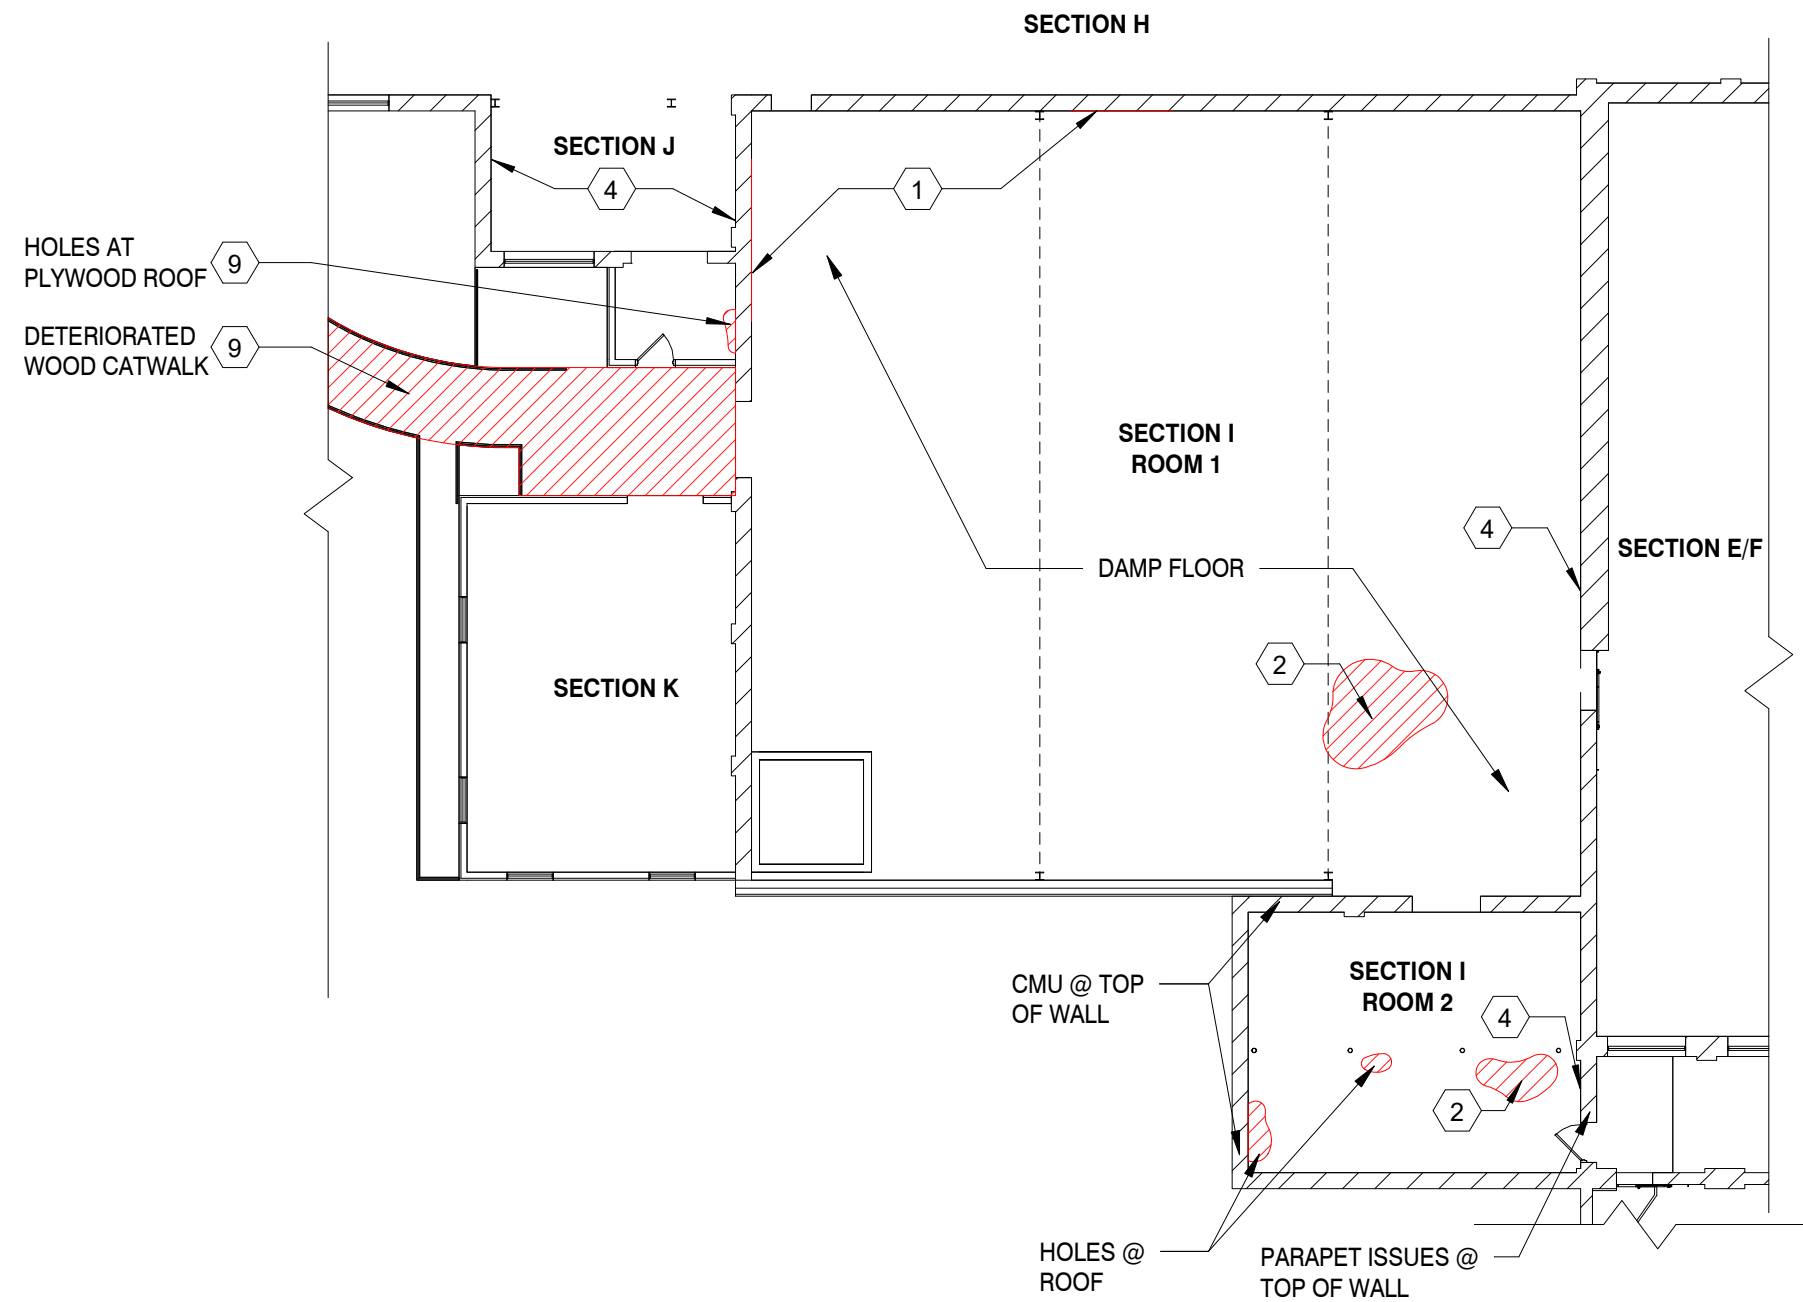 SECTION H
SECTION J
4
1
HOLES AT
PLYWOOD ROOF
9
DETERIORATED
WOOD CATWALK
9
SECTION I
ROOM 1
4
SECTION E/F
DAMP FLOOR
2
SECTION K
SECTION I
ROOM 2
CMU @ TOP
OF WALL
4
2
HOLES @
ROOF
PARAPET ISSUES @
TOP OF WALL